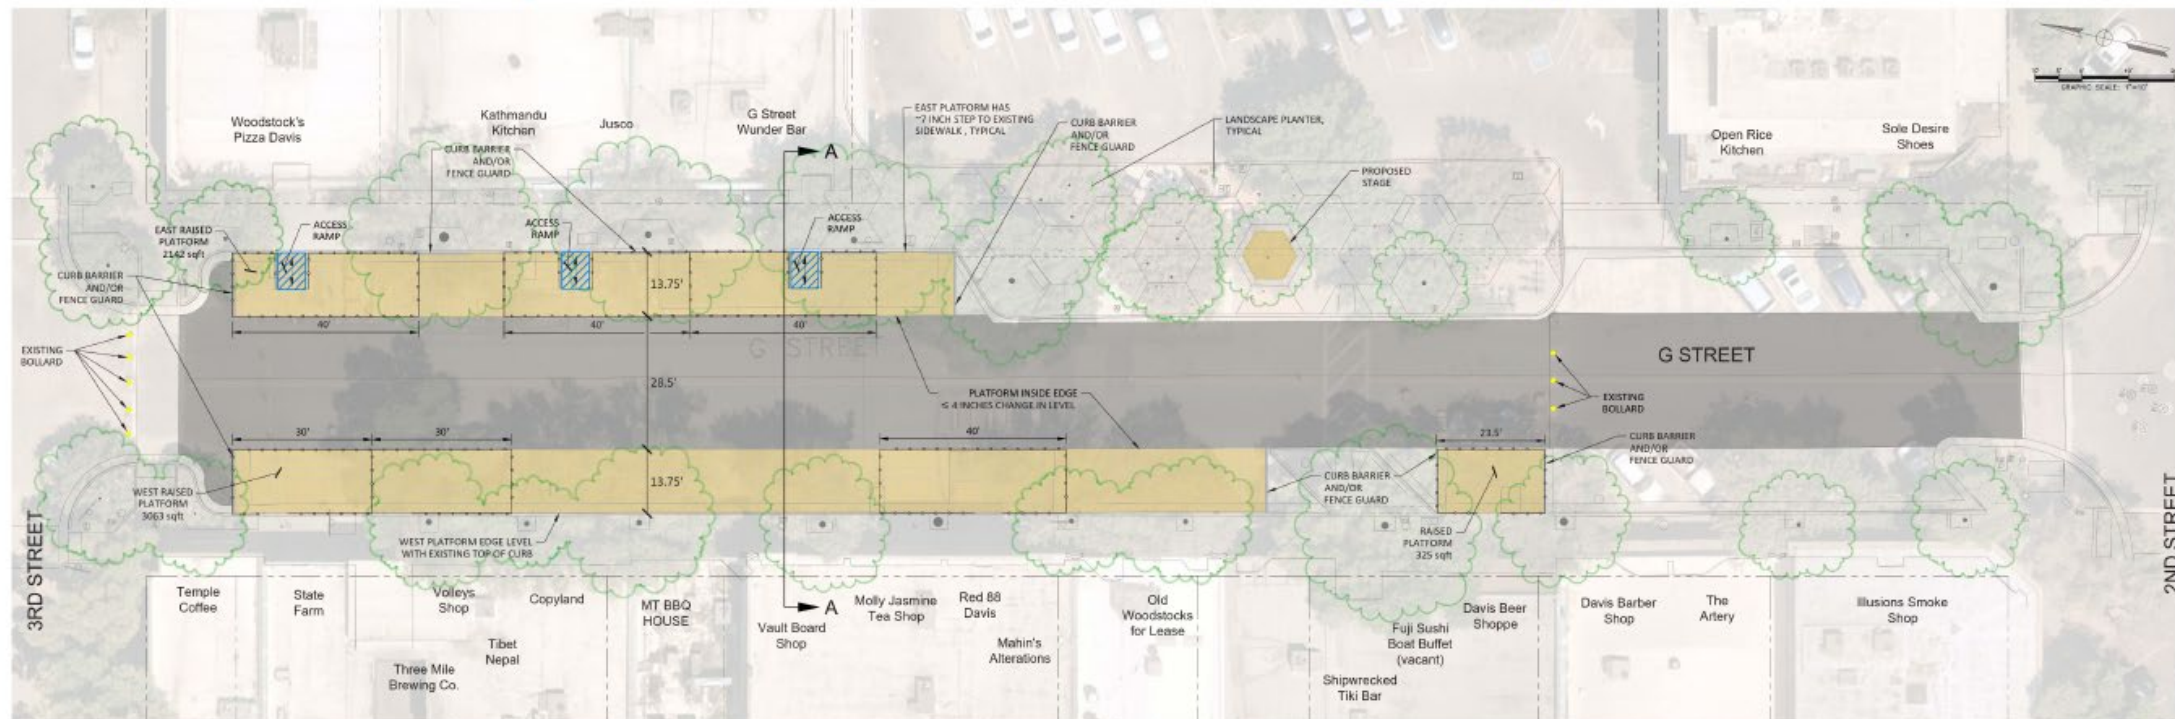 Woodstock's
Pizza Davis
Kathmandu
Kitchen
Jusco
G Street
Wunder Bar
EAST PLATFORM HAS
~7 INCH STEP TO EXISTING
SIDEWALK , TYPICAL
CURB BARRIER
AND/OR
FENCE GUARD
LANDSCAPE PLANTER,
TYPICAL
Open Rice
Kitchen
Sole Desire
Shoes
GRAPHIC SCALE: 1"=10'
CURB BARRIER
AND/OR
FENCE GUARD
A
PROPOSED
STAGE
EAST RAISED
PLATFORM
2142 sqft
ACCESS
RAMP
ACCESS
RAMP
ACCESS
RAMP
CURB BARRIER
AND/OR
FENCE GUARD
13.75'
40'
40'
40'
EXISTING
BOLLARD
G STREET
G STREET
28.5'
PLATFORM INSIDE EDGE
≤ 4 INCHES CHANGE IN LEVEL
EXISTING
BOLLARD
30'
30'
40'
23.5'
CURB BARRIER
AND/OR
FENCE GUARD
WEST RAISED
PLATFORM
3063 sqft
13.75'
CURB BARRIER
AND/OR
FENCE GUARD
WEST PLATFORM EDGE LEVEL
WITH EXISTING TOP OF CURB
RAISED
PLATFORM
325 sqft
3RD STREET
2ND STREET
Temple
Coffee
State
Farm
Volleys
Shop
Copyland
MT BBQ
HOUSE
A
Vault Board
Shop
Molly Jasmine
Tea Shop
Red 88
Davis
Mahin's
Alterations
Old
Woodstocks
for Lease
Fuji Sushi
Boat Buffet
(vacant)
Davis Beer
Shoppe
Davis Barber
Shop
The
Artery
Illusions Smoke
Shop
Tibet
Nepal
Three Mile
Brewing Co.
Shipwrecked
Tiki Bar